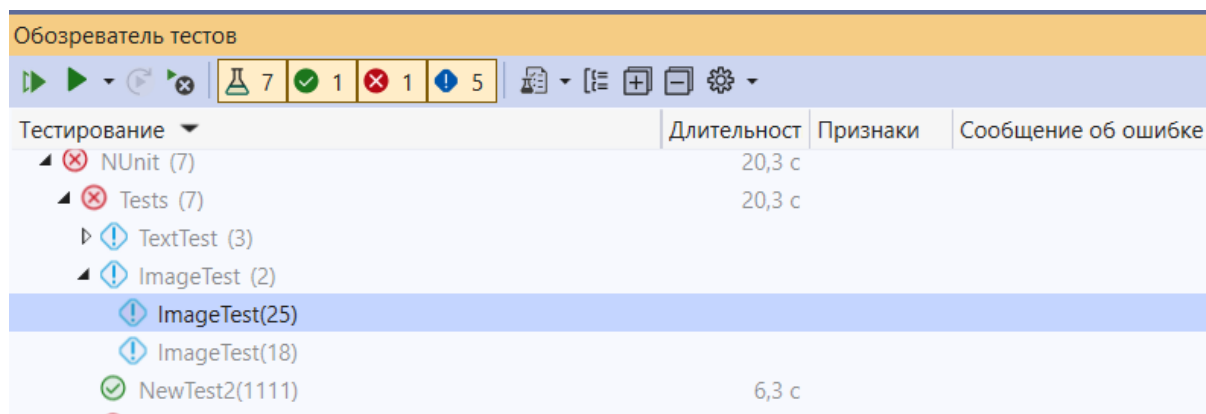 Обозреватель тестов
7 1 1 5
Тестирование Длительност Признаки Сообщение об ошибке
NUnit (7) 20,3 с
Tests (7) 20,3 с
TextTest (3)
ImageTest (2)
ImageTest(25)
ImageTest(18)
NewTest2(1111) 6,3 с